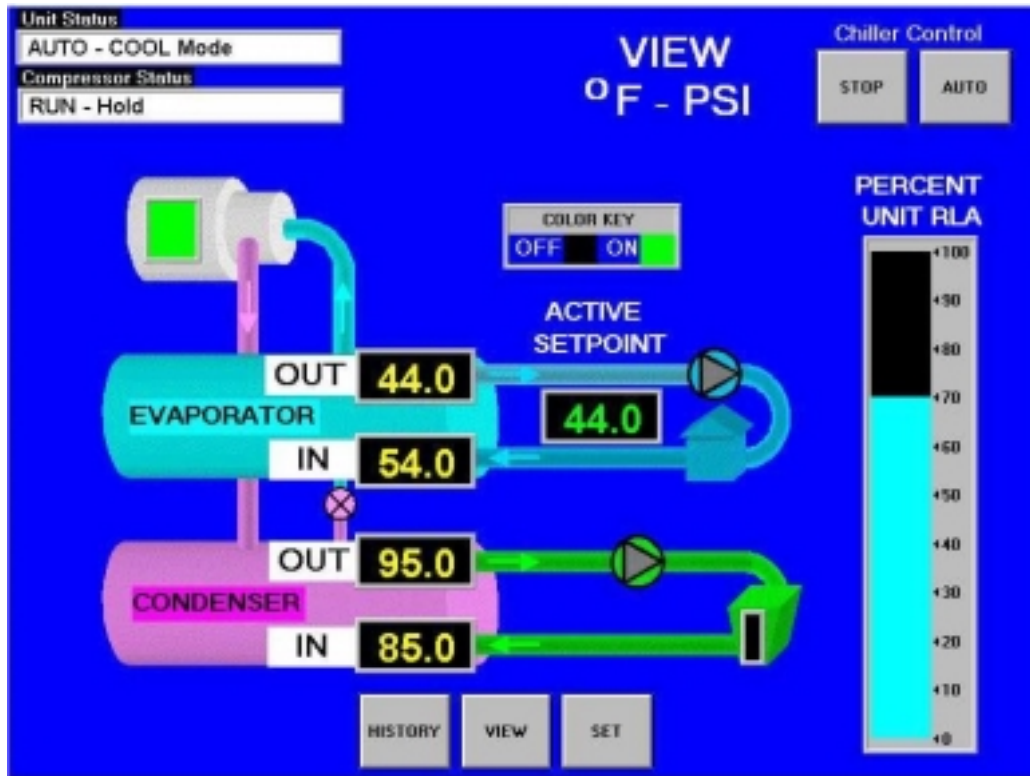 Unit Status
AUTO - COOL Mode
Compressor Status
RUN - Hold
VIEW
°F - PSI
Chiller Control
STOP
AUTO
PERCENT
UNIT RLA
COLOR KEY
OFF
ON
ACTIVE
SETPOINT
44.0
OUT
44.0
EVAPORATOR
IN
54.0
OUT
95.0
CONDENSER
IN
85.0
+100
+90
+80
+70
+60
+50
+40
+30
+20
+10
+0
HISTORY
VIEW
SET